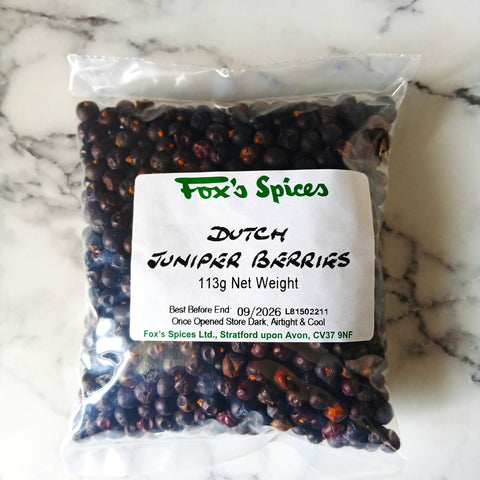 Fox's Spices
DUTCH
JUNIPER BERRIES
113g Net Weight
Best Before End: 09/2026 L81502211
Once Opened Store Dark, Airtight & Cool
Fox's Spices Ltd., Stratford upon Avon, CV37 9NF